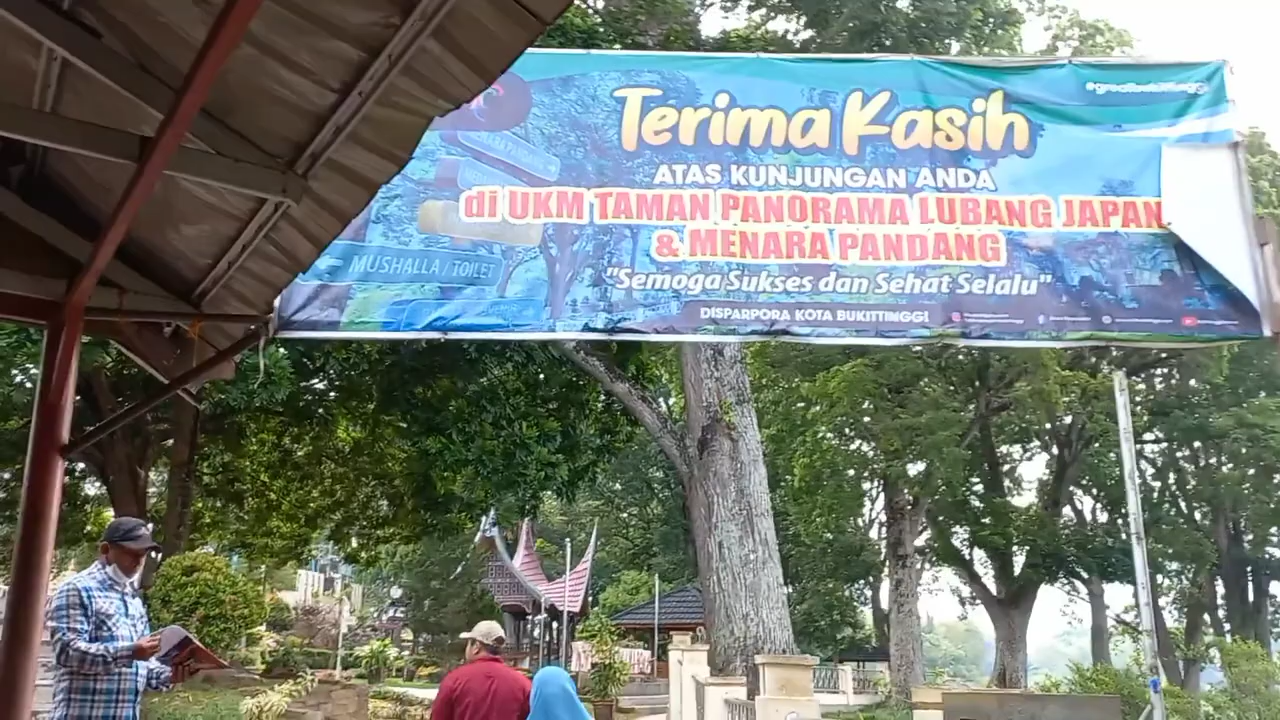 #greatbukittinggi
Terima Kasih
ATAS KUNJUNGAN ANDA
di UKM TAMAN PANORAMA LUBANG JAPAN
& MENARA PANDANG
MUSHALLA / TOILET
"Semoga Sukses dan Sehat Selalu"
DISPARPORA KOTA BUKITTINGGI